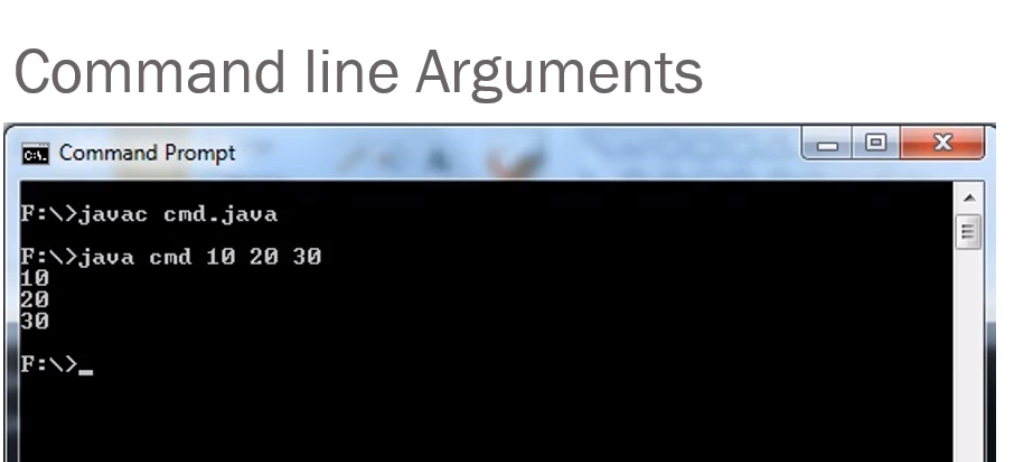 Command line Arguments
C:\. Command Prompt
F:\>javac cmd.java
F:\>java cmd 10 20 30
10
20
30
F:\>_